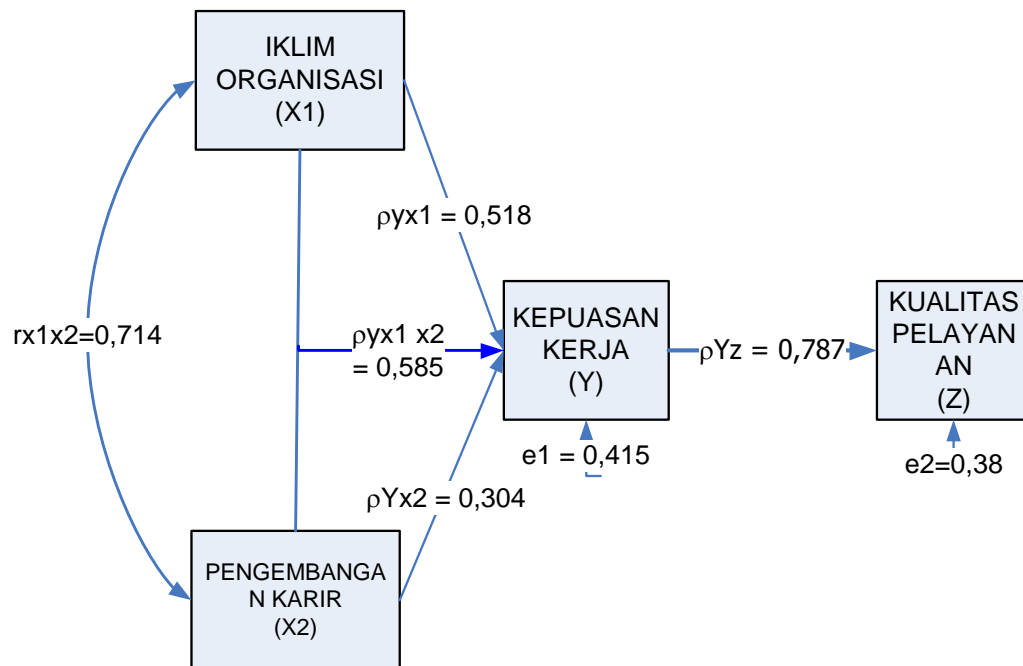 IKLIM
ORGANISASI
(X1)
ρyx1 = 0,518
rx1x2=0,714
ρyx1 x2
= 0,585
KEPUASAN
KERJA
(Y)
ρYz = 0,787
KUALITAS
PELAYAN
AN
(Z)
e1 = 0,415
e2=0,38
ρYx2 = 0,304
PENGEMBANGA
N KARIR
(X2)